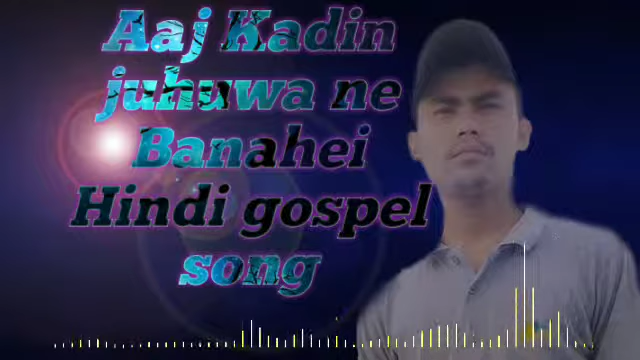 Aaj Kadin
juhuwa ne
Banahei
Hindi gospel
song